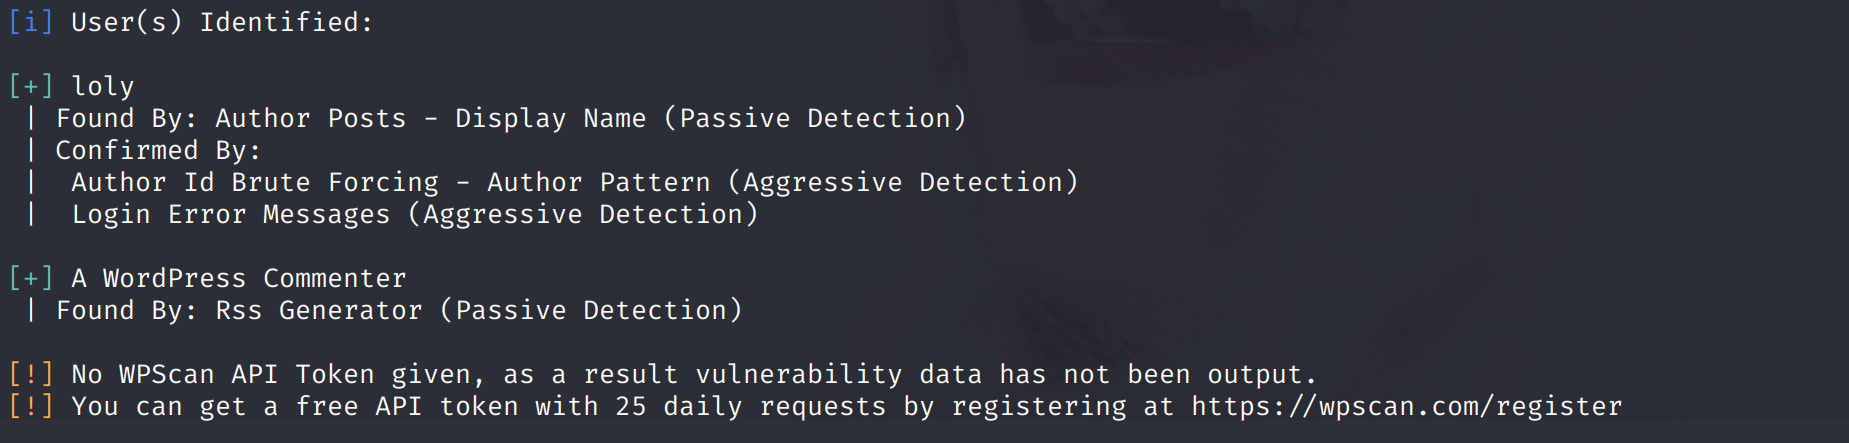 [i] User(s) Identified:
[+] loly
| Found By: Author Posts - Display Name (Passive Detection)
| Confirmed By:
|  Author Id Brute Forcing - Author Pattern (Aggressive Detection)
|  Login Error Messages (Aggressive Detection)
[+] A WordPress Commenter
| Found By: Rss Generator (Passive Detection)
[!] No WPScan API Token given, as a result vulnerability data has not been output.
[!] You can get a free API token with 25 daily requests by registering at https://wpscan.com/register